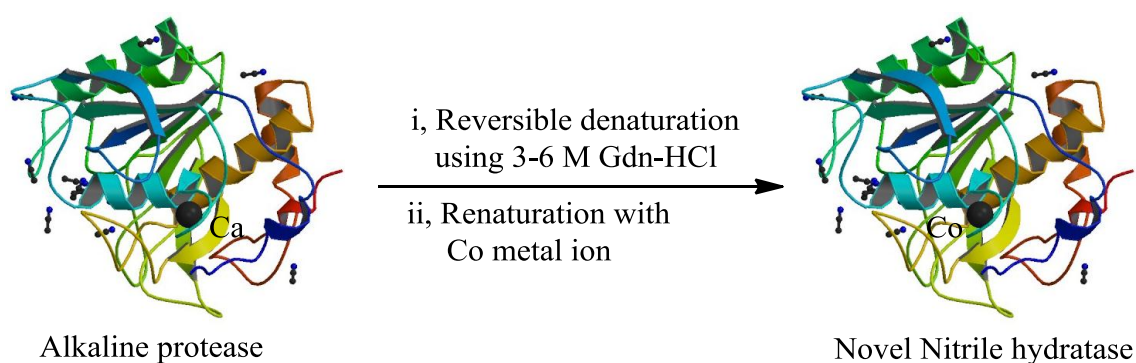 i, Reversible denaturation
using 3-6 M Gdn-HCl
ii, Renaturation with
Co metal ion
Ca
Co
Alkaline protease
Novel Nitrile hydratase